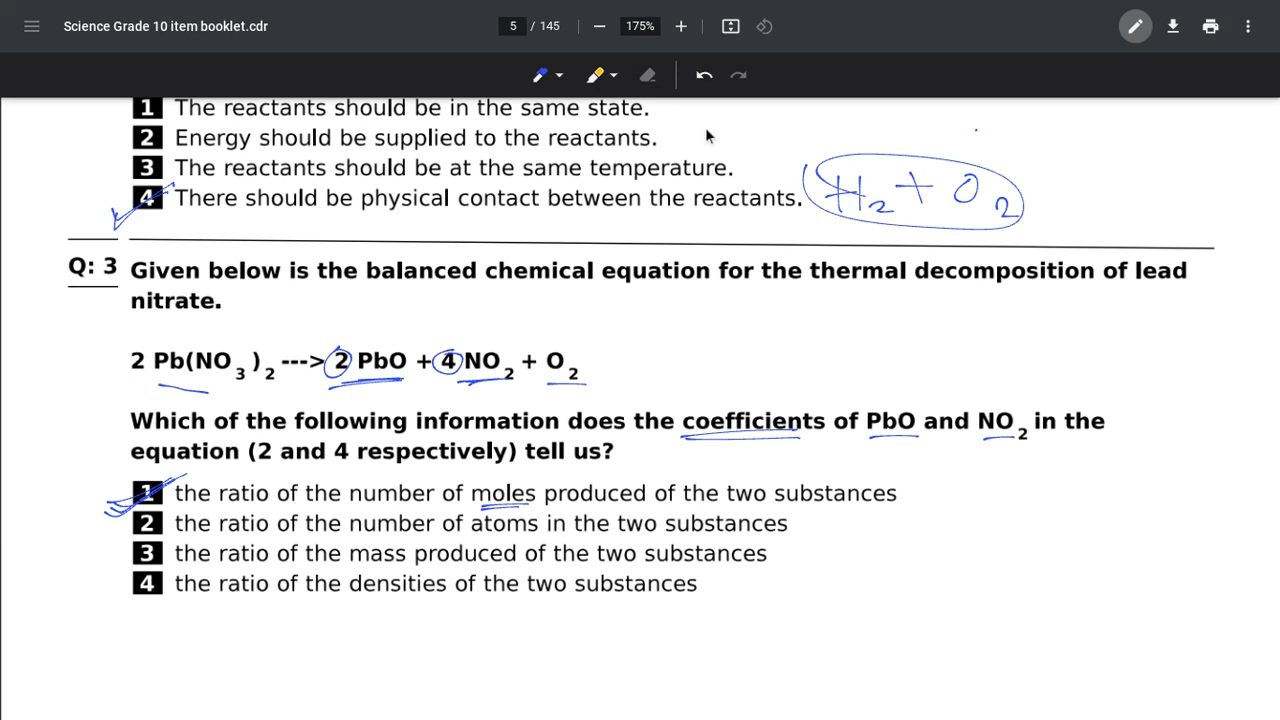 Science Grade 10 item booklet.cdr 5 / 145 175%
1 The reactants should be in the same state.
2 Energy should be supplied to the reactants.
3 The reactants should be at the same temperature.
4 There should be physical contact between the reactants. H2 + O2
Q: 3 Given below is the balanced chemical equation for the thermal decomposition of lead
nitrate.
2 Pb(NO3)2 ---> 2 PbO + 4 NO2 + O2
Which of the following information does the coefficients of PbO and NO2 in the
equation (2 and 4 respectively) tell us?
1 the ratio of the number of moles produced of the two substances
2 the ratio of the number of atoms in the two substances
3 the ratio of the mass produced of the two substances
4 the ratio of the densities of the two substances